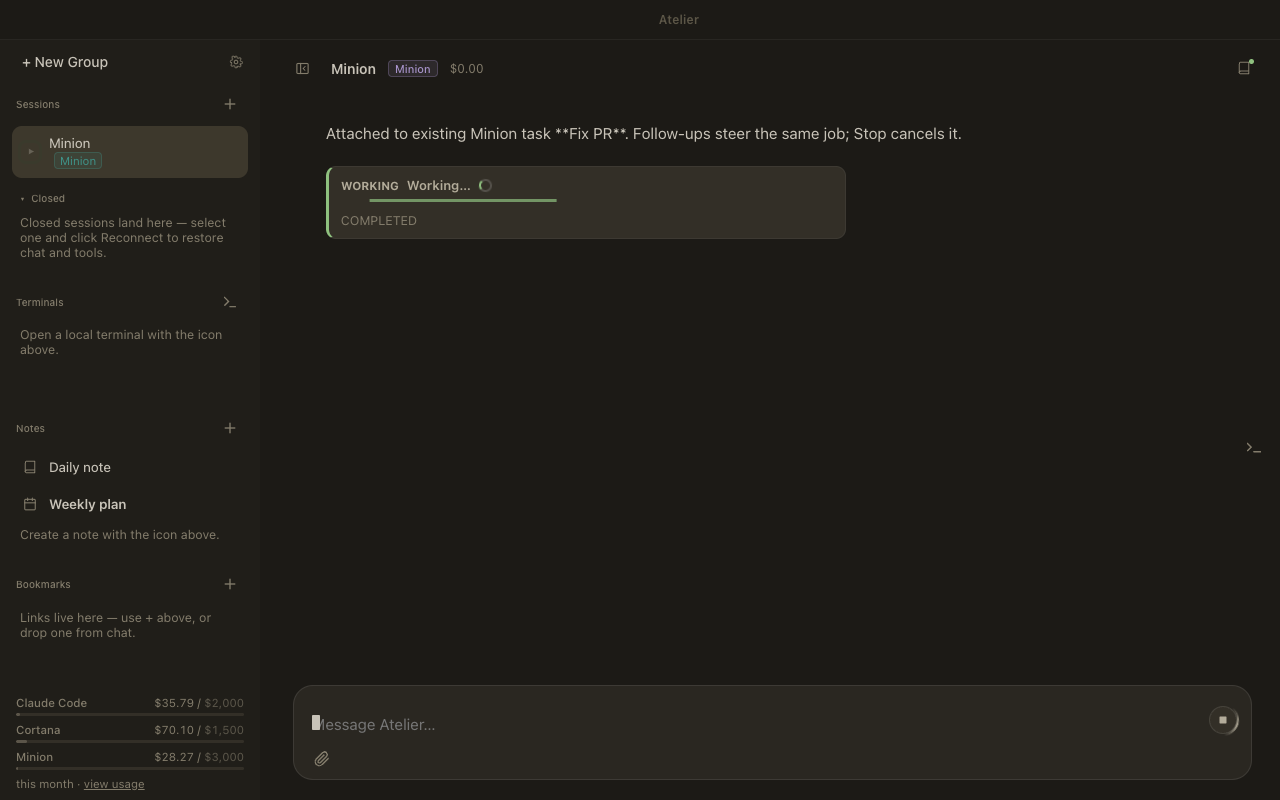 Atelier
+ New Group
Sessions
Minion
Minion
Closed
Closed sessions land here — select
one and click Reconnect to restore
chat and tools.
Terminals
Open a local terminal with the icon
above.
Notes
Daily note
Weekly plan
Create a note with the icon above.
Bookmarks
Links live here — use + above, or
drop one from chat.
Claude Code $35.79 / $2,000
Cortana $70.10 / $1,500
Minion $28.27 / $3,000
this month · view usage
Minion Minion $0.00
Attached to existing Minion task **Fix PR**. Follow-ups steer the same job; Stop cancels it.
WORKING Working...
COMPLETED
Message Atelier...